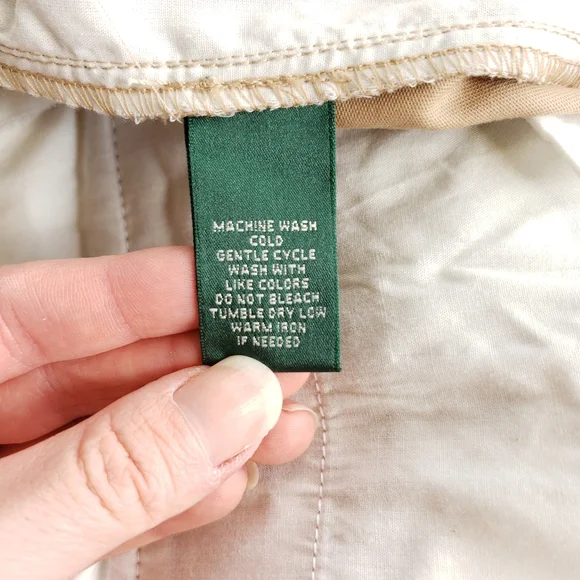 MACHINE WASH
COLD
GENTLE CYCLE
WASH WITH
LIKE COLORS
DO NOT BLEACH
TUMBLE DRY LOW
WARM IRON
IF NEEDED